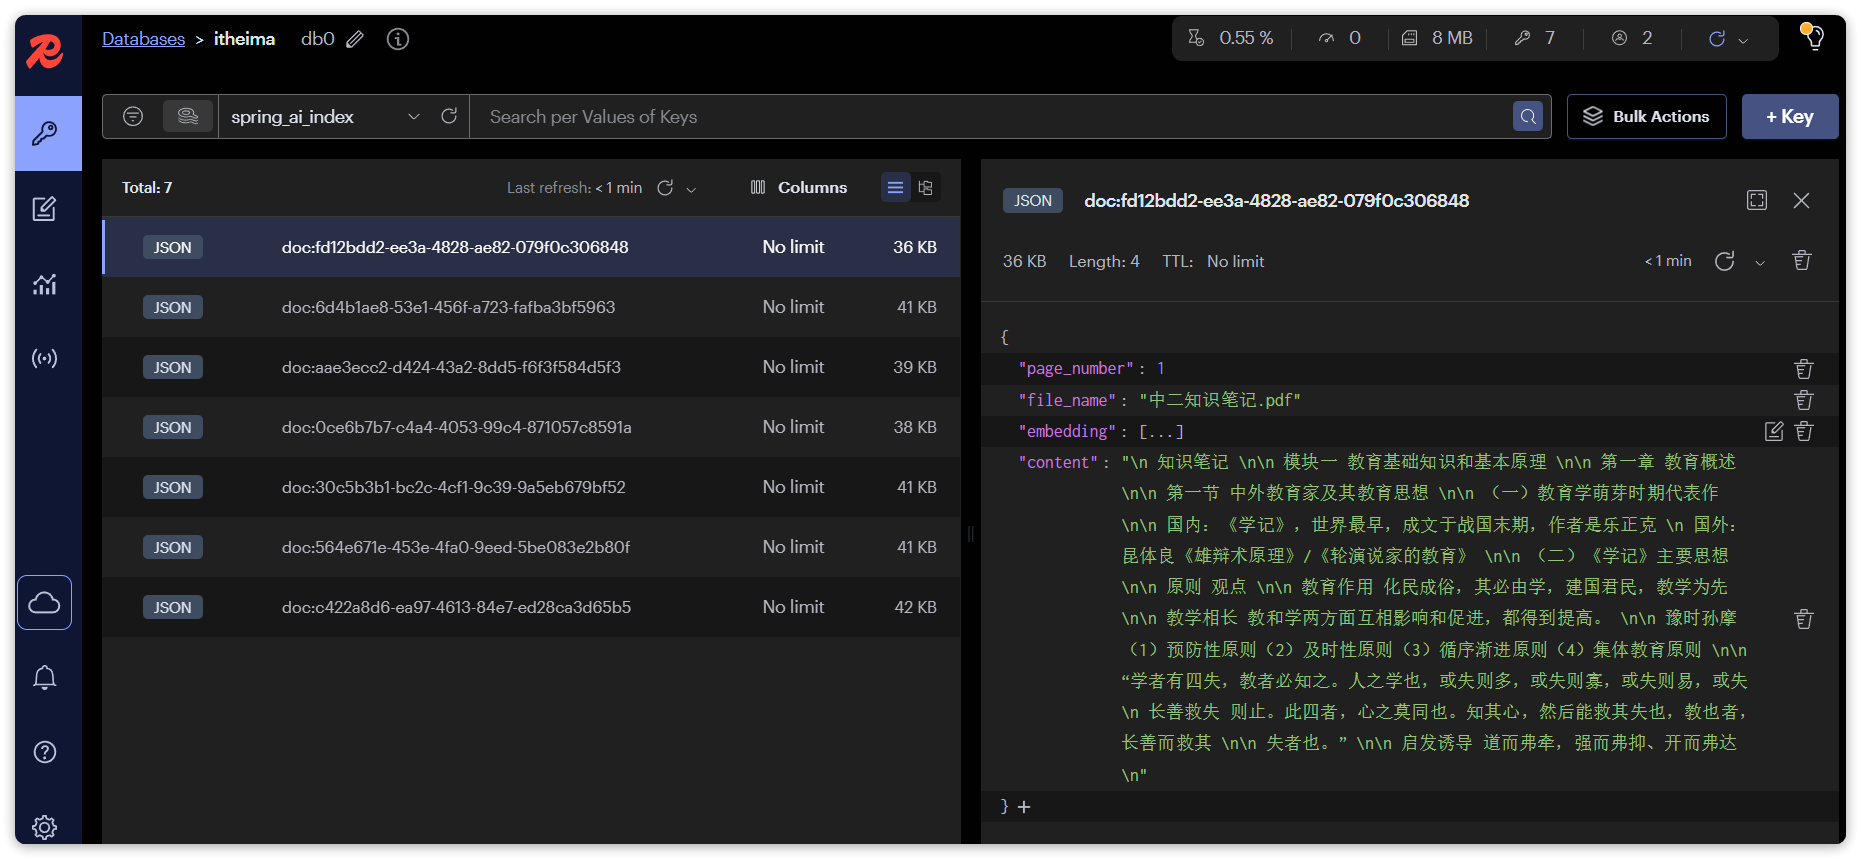 Databases > itheima db0
0.55 % 0 8 MB 7 2
spring_ai_index Search per Values of Keys Bulk Actions + Key
Total: 7 Last refresh: < 1 min Columns
JSON doc:fd12bdd2-ee3a-4828-ae82-079f0c306848 No limit 36 KB
JSON doc:6d4b1ae8-53e1-456f-a723-fafba3bf5963 No limit 41 KB
JSON doc:aae3ecc2-d424-43a2-8dd5-f6f3f584d5f3 No limit 39 KB
JSON doc:0ce6b7b7-c4a4-4053-99c4-871057c8591a No limit 38 KB
JSON doc:30c5b3b1-bc2c-4cf1-9c39-9a5eb679bf52 No limit 41 KB
JSON doc:564e671e-453e-4fa0-9eed-5be083e2b80f No limit 41 KB
JSON doc:c422a8d6-ea97-4613-84e7-ed28ca3d65b5 No limit 42 KB
JSON doc:fd12bdd2-ee3a-4828-ae82-079f0c306848
36 KB Length: 4 TTL: No limit < 1 min
{
"page_number" : 1
"file_name" : "中二知识笔记.pdf"
"embedding" : [...]
"content" : "\n 知识笔记 \n\n 模块一 教育基础知识和基本原理 \n\n 第一章 教育概述
\n\n 第一节 中外教育家及其教育思想 \n\n （一）教育学萌芽时期代表作
\n\n 国内：《学记》，世界最早，成文于战国末期，作者是乐正克 \n 国外：
昆体良《雄辩术原理》/《轮演说家的教育》 \n\n （二）《学记》主要思想
\n\n 原则 观点 \n\n 教育作用 化民成俗，其必由学，建国君民，教学为先
\n\n 教学相长 教和学两方面互相影响和促进，都得到提高。 \n\n 豫时孙摩
（1）预防性原则（2）及时性原则（3）循序渐进原则（4）集体教育原则 \n\n
“学者有四失，教者必知之。人之学也，或失则多，或失则寡，或失则易，或失
\n 长善救失 则止。此四者，心之莫同也。知其心，然后能救其失也，教也者，
长善而救其 \n\n 失者也。” \n\n 启发诱导 道而弗牵，强而弗抑、开而弗达
\n"
} +